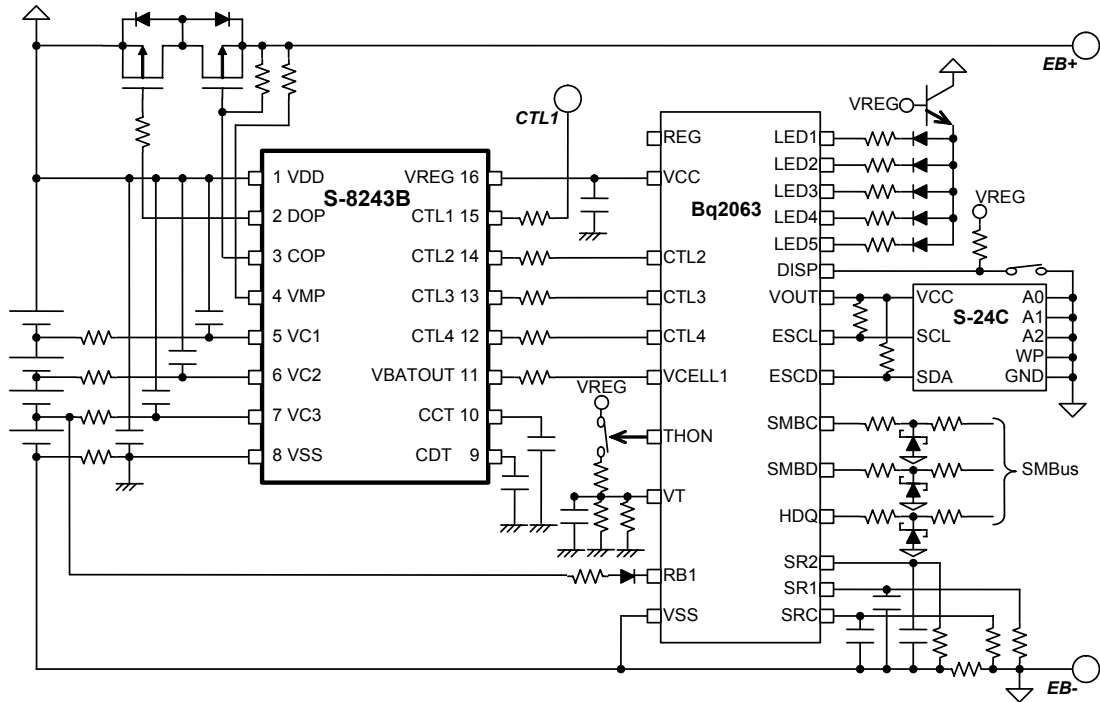 EB+
CTL1
VREG
S-8243B
1 VDD
2 DOP
3 COP
4 VMP
5 VC1
6 VC2
7 VC3
8 VSS
VREG 16
CTL1 15
CTL2 14
CTL3 13
CTL4 12
VBATOUT 11
CCT 10
CDT 9
VREG
Bq2063
REG
VCC
CTL2
CTL3
CTL4
VCELL1
THON
VT
RB1
VSS
LED1
LED2
LED3
LED4
LED5
DISP
VOUT
ESCL
ESCD
SMBC
SMBD
HDQ
SR2
SR1
SRC
VREG
S-24C
VCC
SCL
SDA
A0
A1
A2
WP
GND
SMBus
EB-